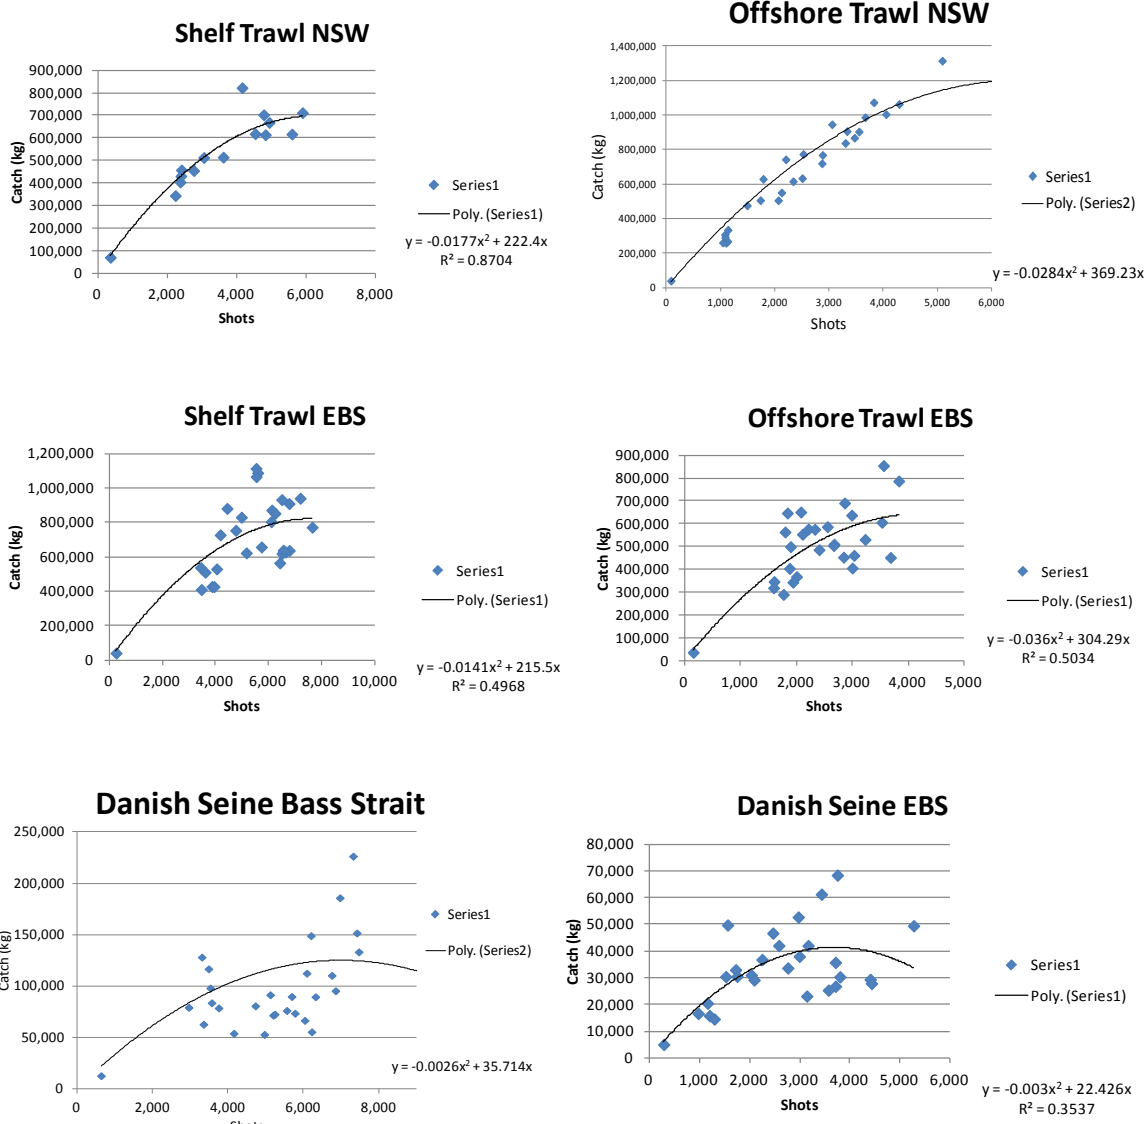 Shelf Trawl NSW
900,000
800,000
700,000
600,000
500,000
400,000
300,000
200,000
100,000
0
Catch (kg)
0 2,000 4,000 6,000 8,000
Shots
Series1
Poly. (Series1)
y = -0.0177x² + 222.4x
R² = 0.8704
Offshore Trawl NSW
1,400,000
1,200,000
1,000,000
800,000
600,000
400,000
200,000
0
Catch (kg)
0 1,000 2,000 3,000 4,000 5,000 6,000
Shots
Series1
Poly. (Series2)
y = -0.0284x² + 369.23x
Shelf Trawl EBS
1,200,000
1,000,000
800,000
600,000
400,000
200,000
0
Catch (kg)
0 2,000 4,000 6,000 8,000 10,000
Shots
Series1
Poly. (Series1)
y = -0.0141x² + 215.5x
R² = 0.4968
Offshore Trawl EBS
900,000
800,000
700,000
600,000
500,000
400,000
300,000
200,000
100,000
0
Catch (kg)
0 1,000 2,000 3,000 4,000 5,000
Shots
Series1
Poly. (Series1)
y = -0.036x² + 304.29x
R² = 0.5034
Danish Seine Bass Strait
250,000
200,000
150,000
100,000
50,000
0
Catch (kg)
0 2,000 4,000 6,000 8,000
Shots
Series1
Poly. (Series2)
y = -0.0026x² + 35.714x
Danish Seine EBS
80,000
70,000
60,000
50,000
40,000
30,000
20,000
10,000
0
Catch (kg)
0 1,000 2,000 3,000 4,000 5,000 6,000
Shots
Series1
Poly. (Series1)
y = -0.003x² + 22.426x
R² = 0.3537